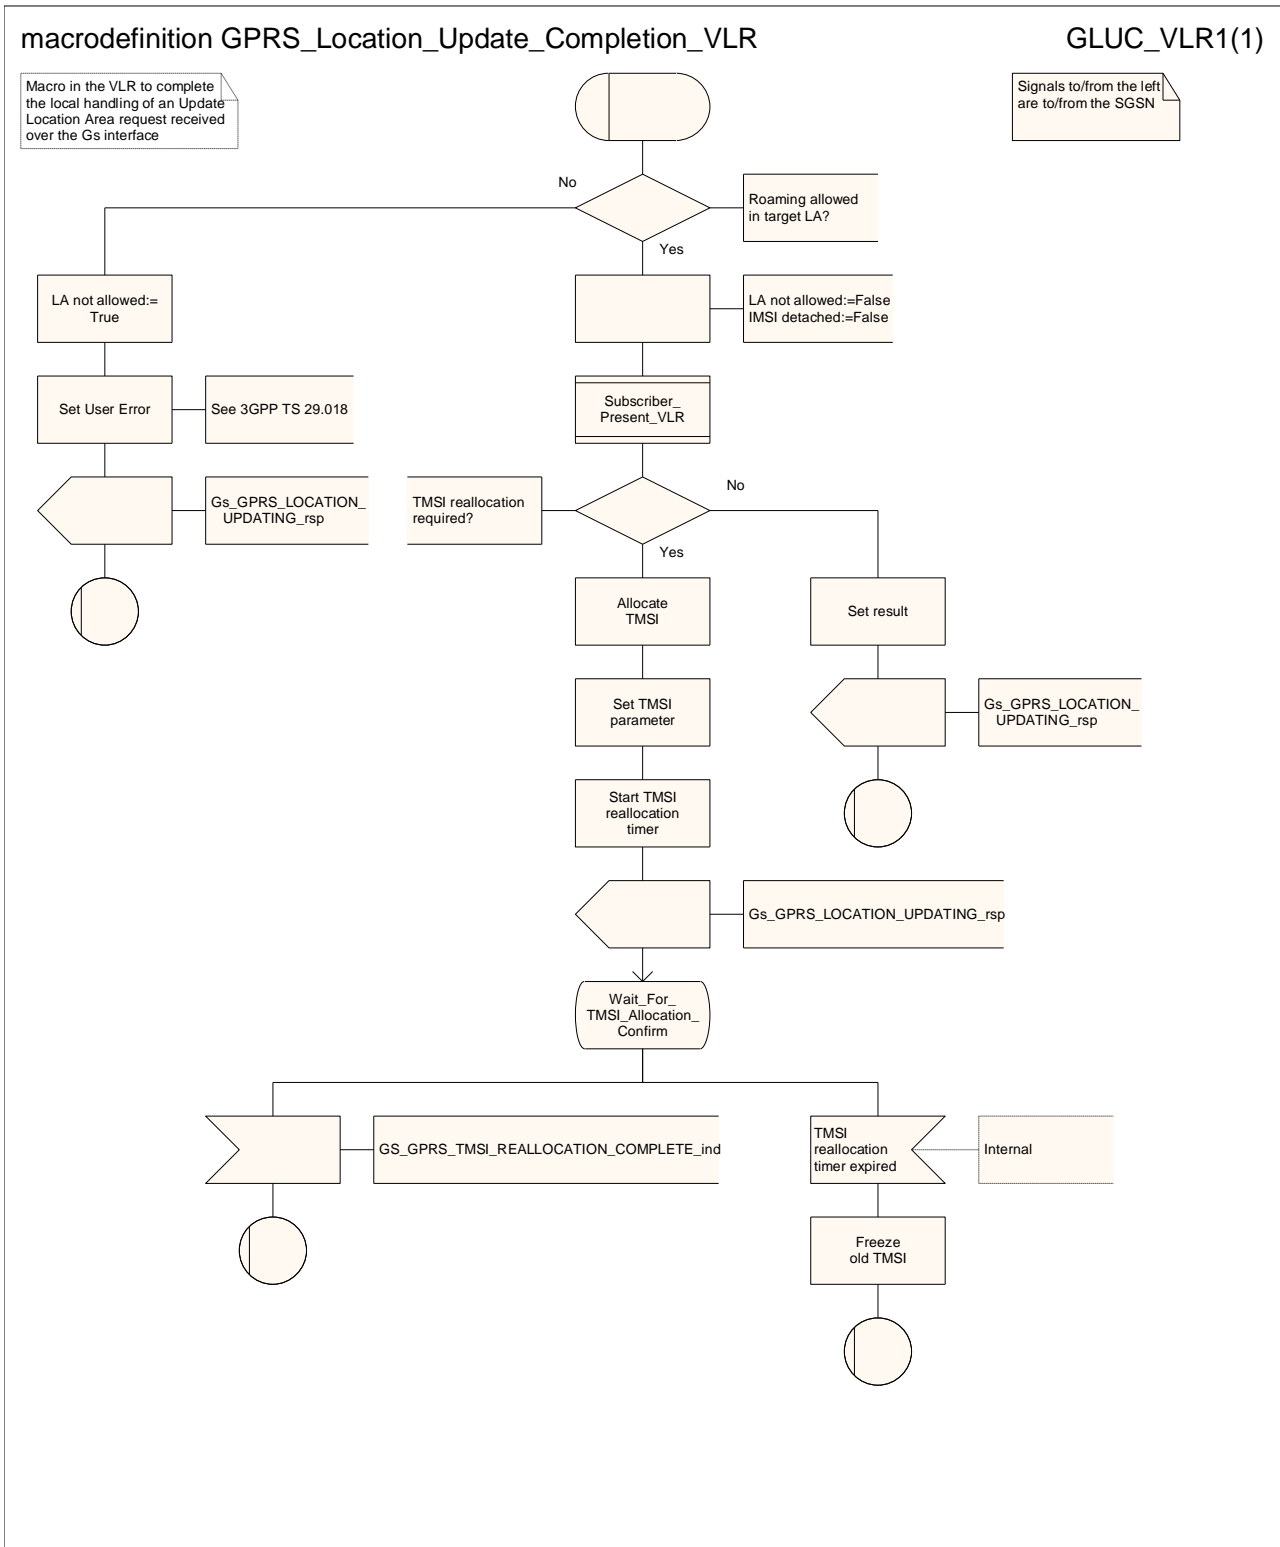 macrodefinition GPRS_Location_Update_Completion_VLR
GLUC_VLR1(1)
Macro in the VLR to complete
the local handling of an Update
Location Area request received
over the Gs interface
Signals to/from the left
are to/from the SGSN
No
Roaming allowed
in target LA?
Yes
LA not allowed:=
True
LA not allowed:=False
IMSI detached:=False
Set User Error
See 3GPP TS 29.018
Subscriber_
Present_VLR
Gs_GPRS_LOCATION_
UPDATING_rsp
TMSI reallocation
required?
No
Yes
Allocate
TMSI
Set result
Set TMSI
parameter
Gs_GPRS_LOCATION_
UPDATING_rsp
Start TMSI
reallocation
timer
Gs_GPRS_LOCATION_UPDATING_rsp
Wait_For_
TMSI_Allocation_
Confirm
GS_GPRS_TMSI_REALLOCATION_COMPLETE_ind
TMSI
reallocation
timer expired
Internal
Freeze
old TMSI